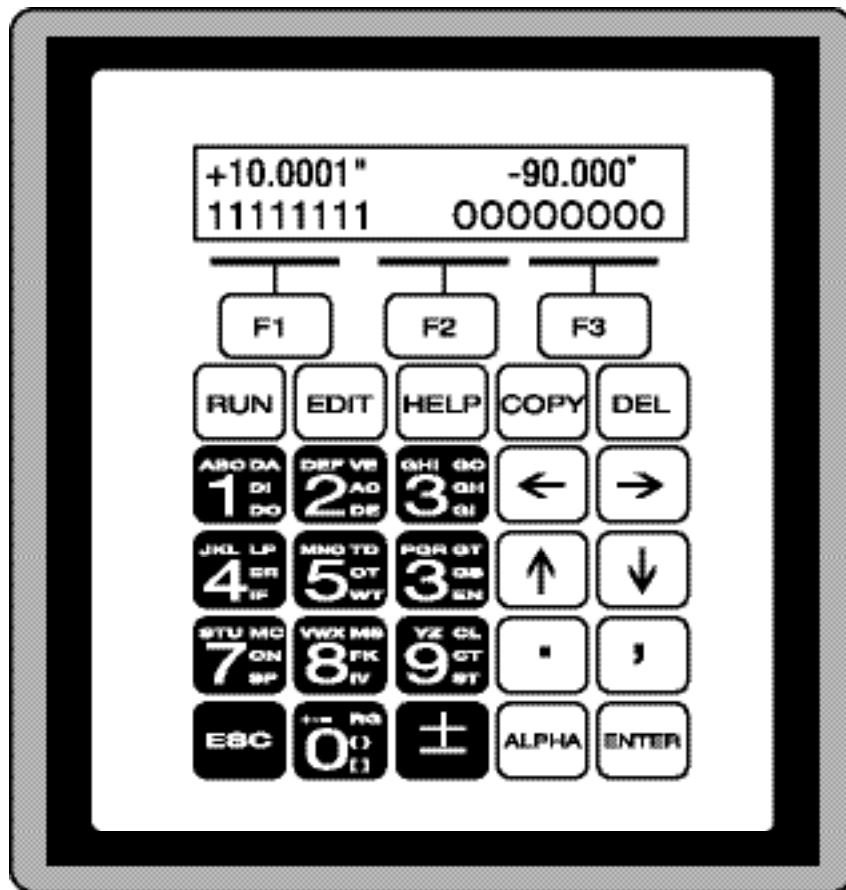 +10.0001" -90.000°
11111111 00000000
F1 F2 F3
RUN EDIT HELP COPY DEL
ABC DA DEF VE GHI GO ← →
1 DI 2 AG 3 GH
DO DE GI
JKL LP MNO TD PQR GT ↑ ↓
4 ER 5 OT 3 GS
IF WT EN
STU MC VWX MS YZ CL . ,
7 ON 8 FK 9 CT
SP IV ST
ESC +-= RG ± ALPHA ENTER
0 ()
[]